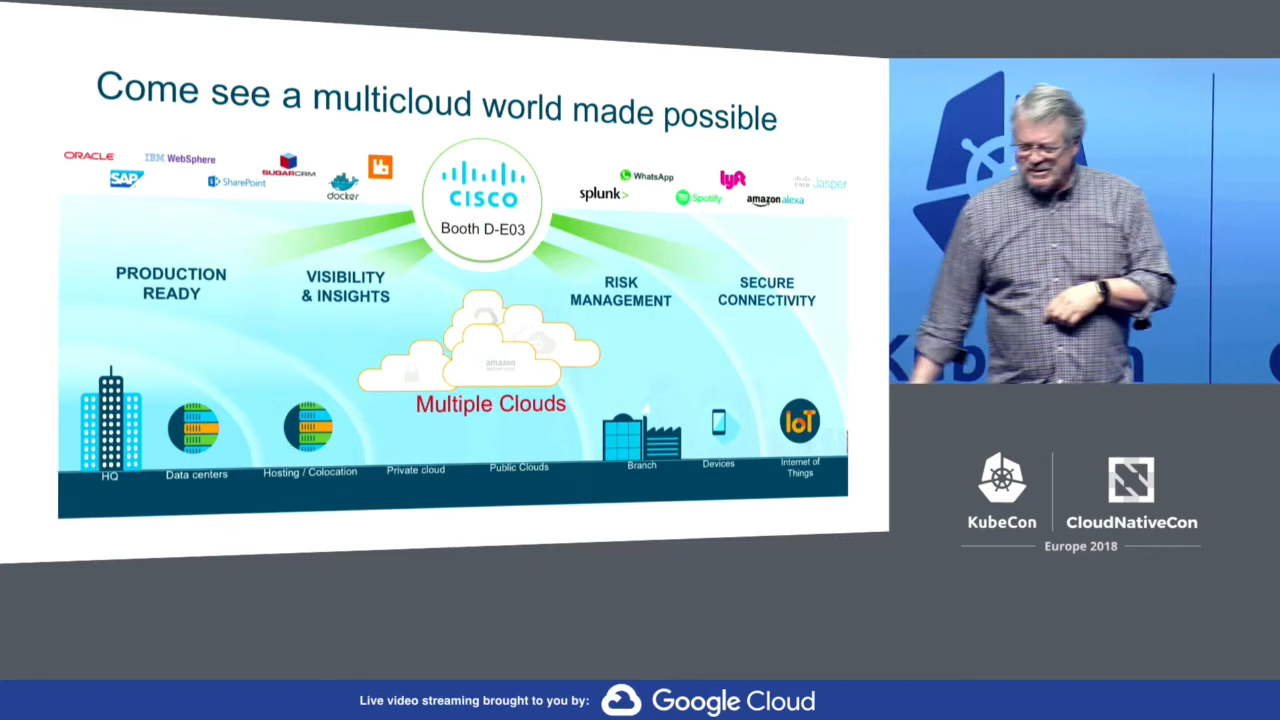 Come see a multicloud world made possible
ORACLE
IBM WebSphere
SAP
SharePoint
SUGARCRM
docker
CISCO
Booth D-E03
splunk>
WhatsApp
Spotify
lyft
amazon alexa
Jasper
PRODUCTION
READY
VISIBILITY
& INSIGHTS
RISK
MANAGEMENT
SECURE
CONNECTIVITY
amazon
Multiple Clouds
IoT
HQ
Data centers
Hosting / Colocation
Private cloud
Public Clouds
Branch
Devices
Internet of
Things
KubeCon
CloudNativeCon
Europe 2018
Live video streaming brought to you by:
Google Cloud